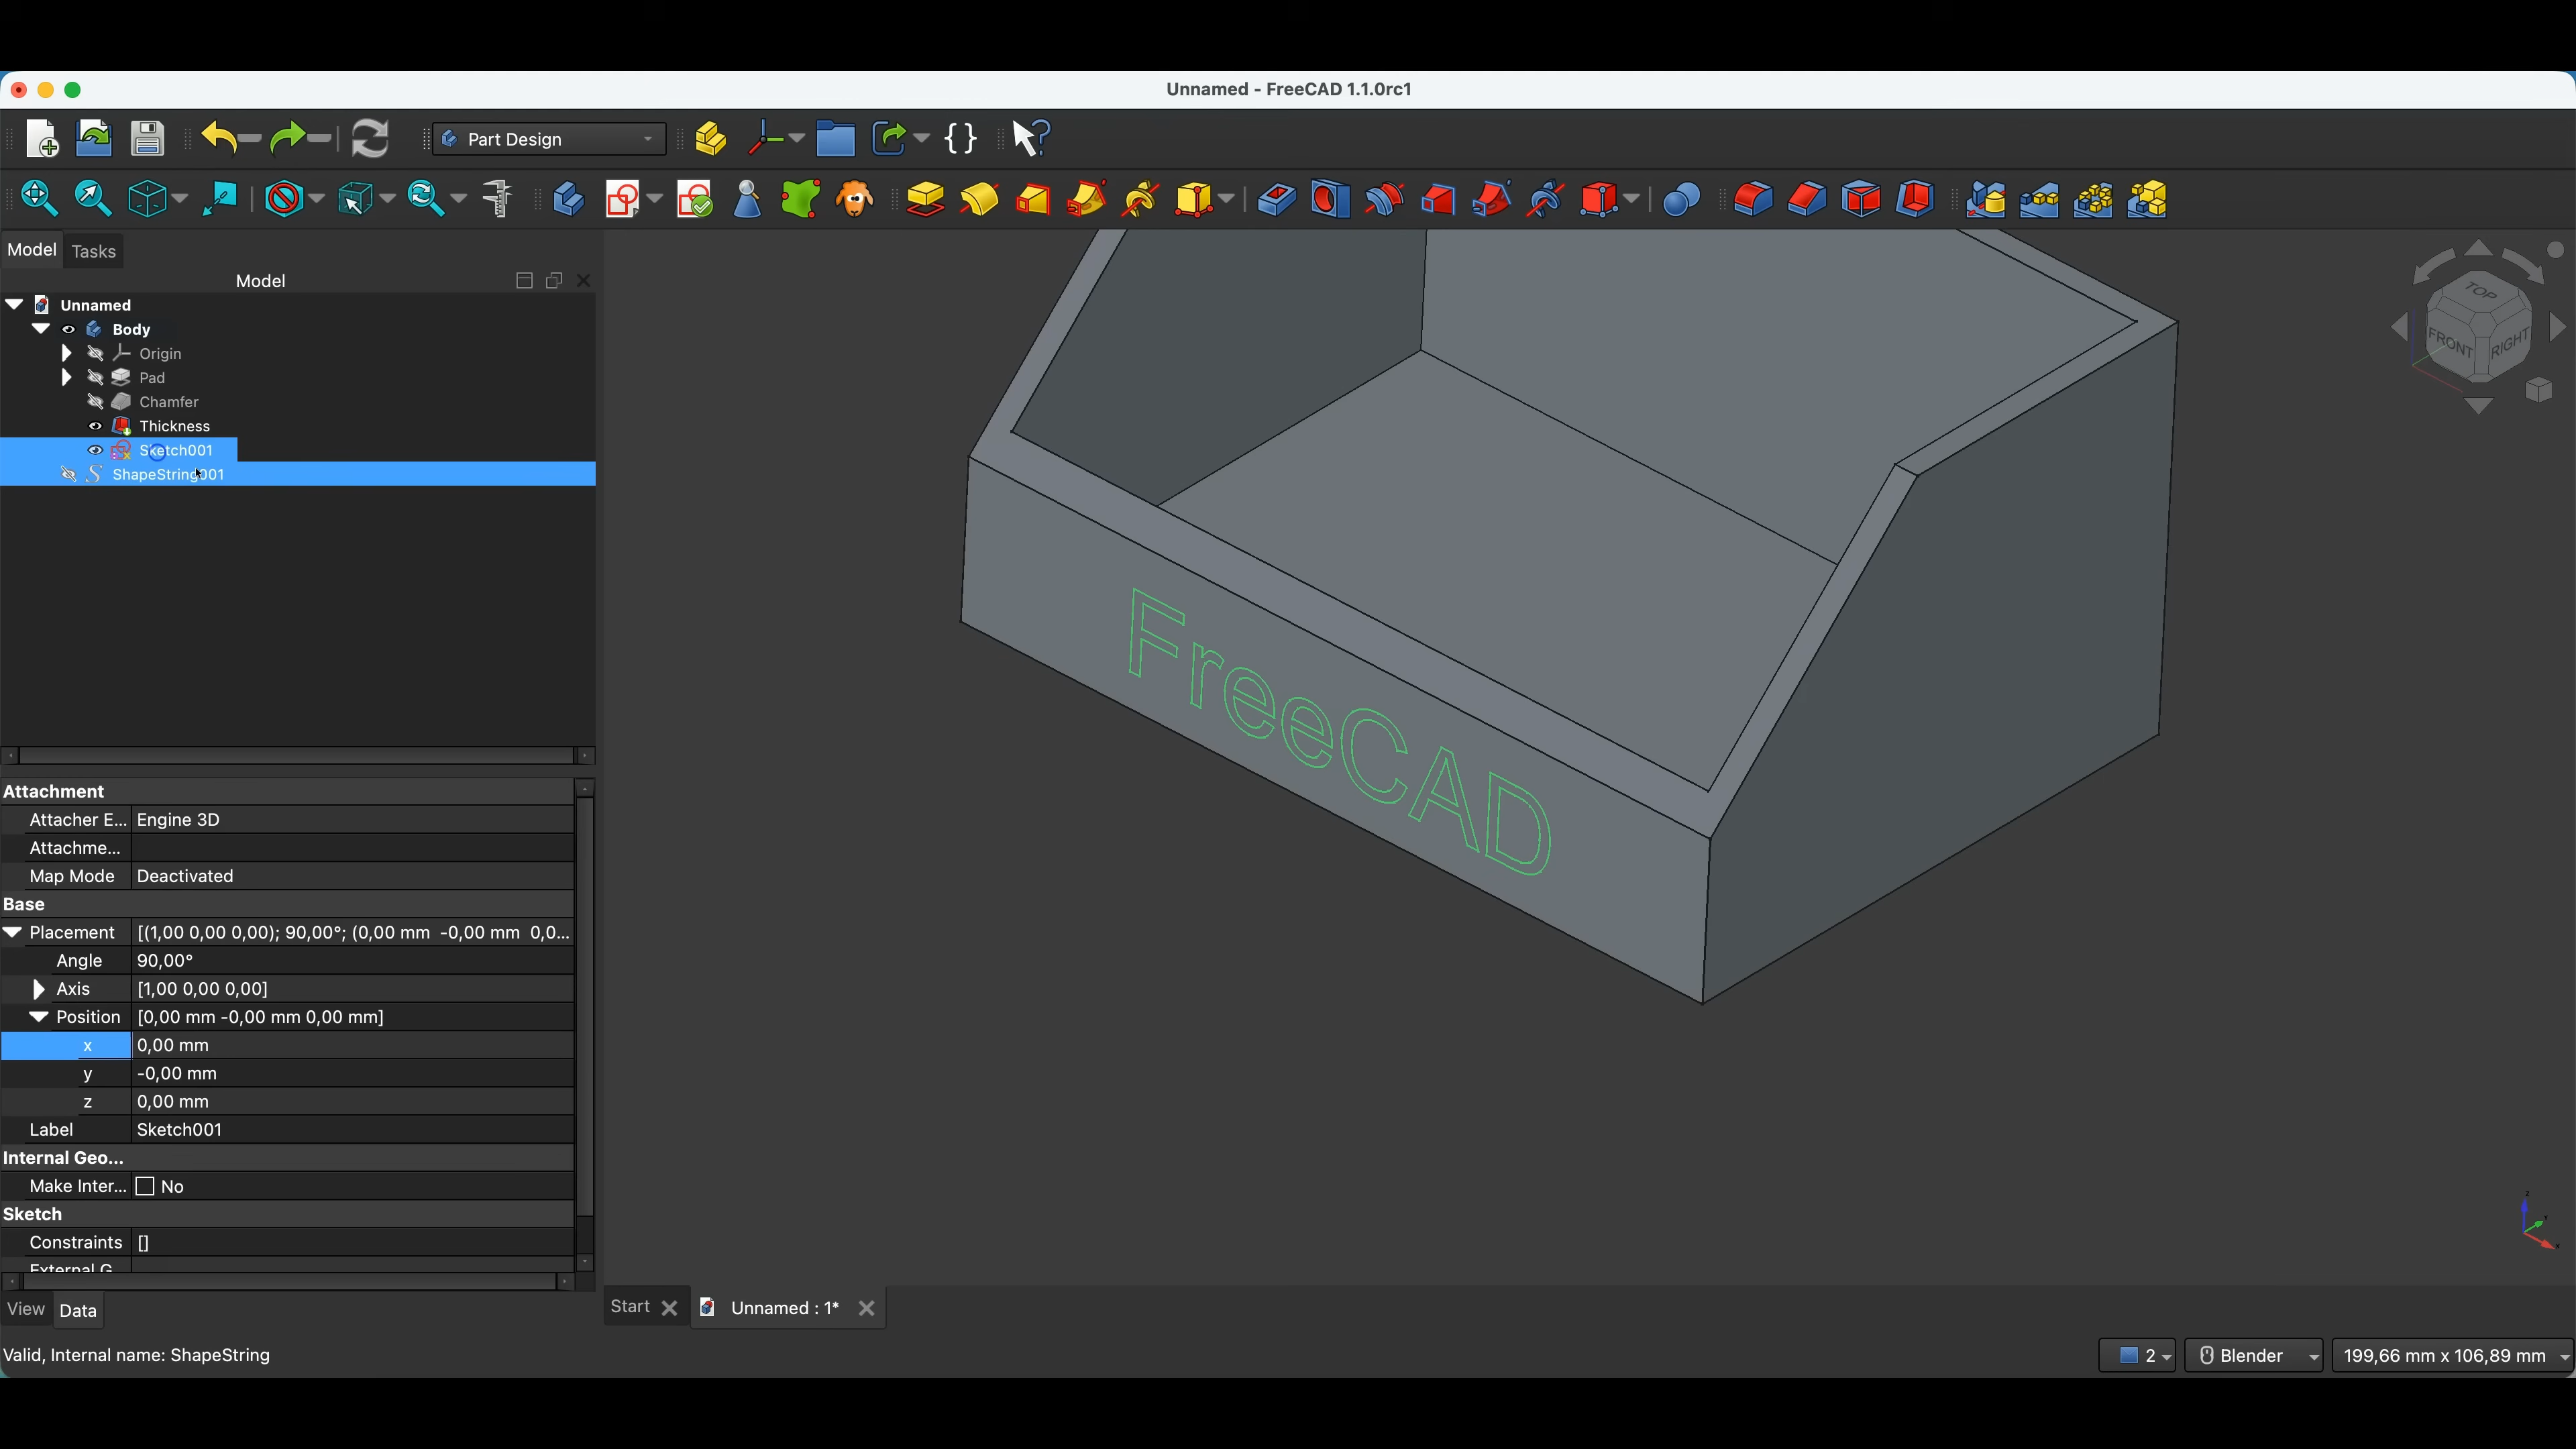 Unnamed - FreeCAD 1.1.0rc1
Part Design
Model
Tasks
Model
Unnamed
Body
Origin
Pad
Chamfer
Thickness
Sketch001
ShapeString001
Attachment
Attacher E... Engine 3D
Attachme...
Map Mode Deactivated
Base
Placement [(1,00 0,00 0,00); 90,00°; (0,00 mm -0,00 mm 0,0...
Angle 90,00°
Axis [1,00 0,00 0,00]
Position [0,00 mm -0,00 mm 0,00 mm]
x 0,00 mm
y -0,00 mm
z 0,00 mm
Label Sketch001
Internal Geo...
Make Inter... No
Sketch
Constraints []
External G
View
Data
Valid, Internal name: ShapeString
FreeCAD
TOP
FRONT
RIGHT
z
y
x
Start
Unnamed : 1*
2
Blender
199,66 mm x 106,89 mm